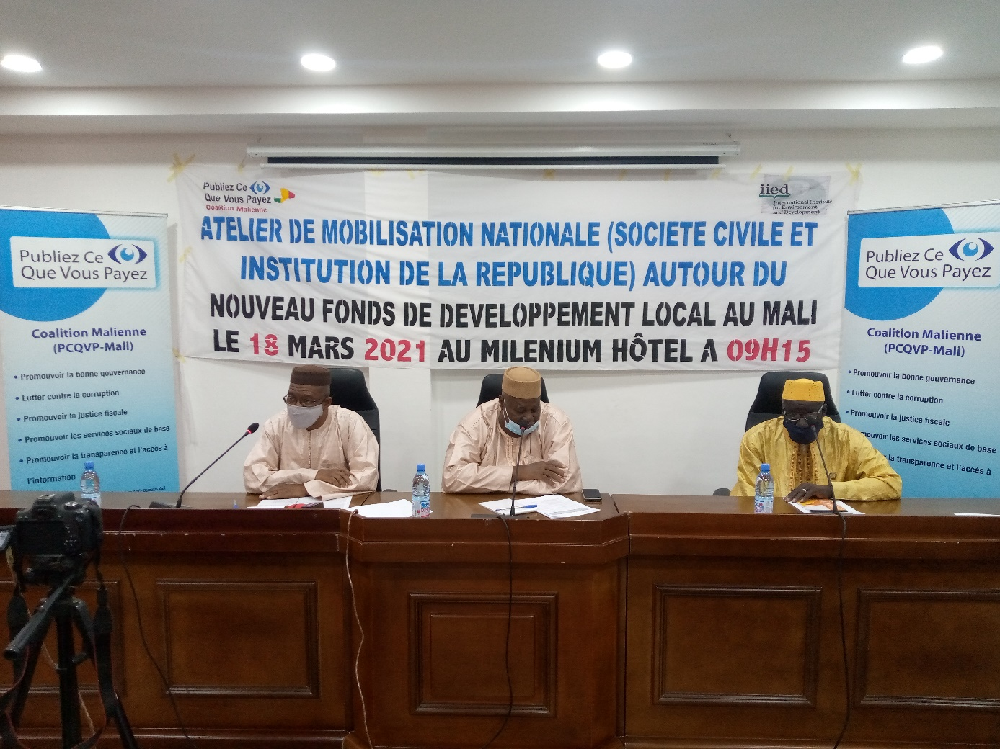 Publiez Ce
Que Vous Payez
Coalition Malienne
iied
International Institute
for Environment
and Development
ATELIER DE MOBILISATION NATIONALE (SOCIETE CIVILE ET
INSTITUTION DE LA REPUBLIQUE) AUTOUR DU
NOUVEAU FONDS DE DEVELOPPEMENT LOCAL AU MALI
LE 18 MARS 2021 AU MILENIUM HÔTEL A 09H15
Publiez Ce
Que Vous Payez
Coalition Malienne
(PCQVP-Mali)
• Promouvoir la bonne gouvernance
• Lutter contre la corruption
• Promouvoir la justice fiscale
• Promouvoir les services sociaux de base
• Promouvoir la transparence et l'accès à
l'information
Publiez Ce
Que Vous Payez
Coalition Malienne
(PCQVP-Mali)
• Promouvoir la bonne gouvernance
• Lutter contre la corruption
• Promouvoir la justice fiscale
mouvoir les services sociaux de base
la transparence et l'accès à